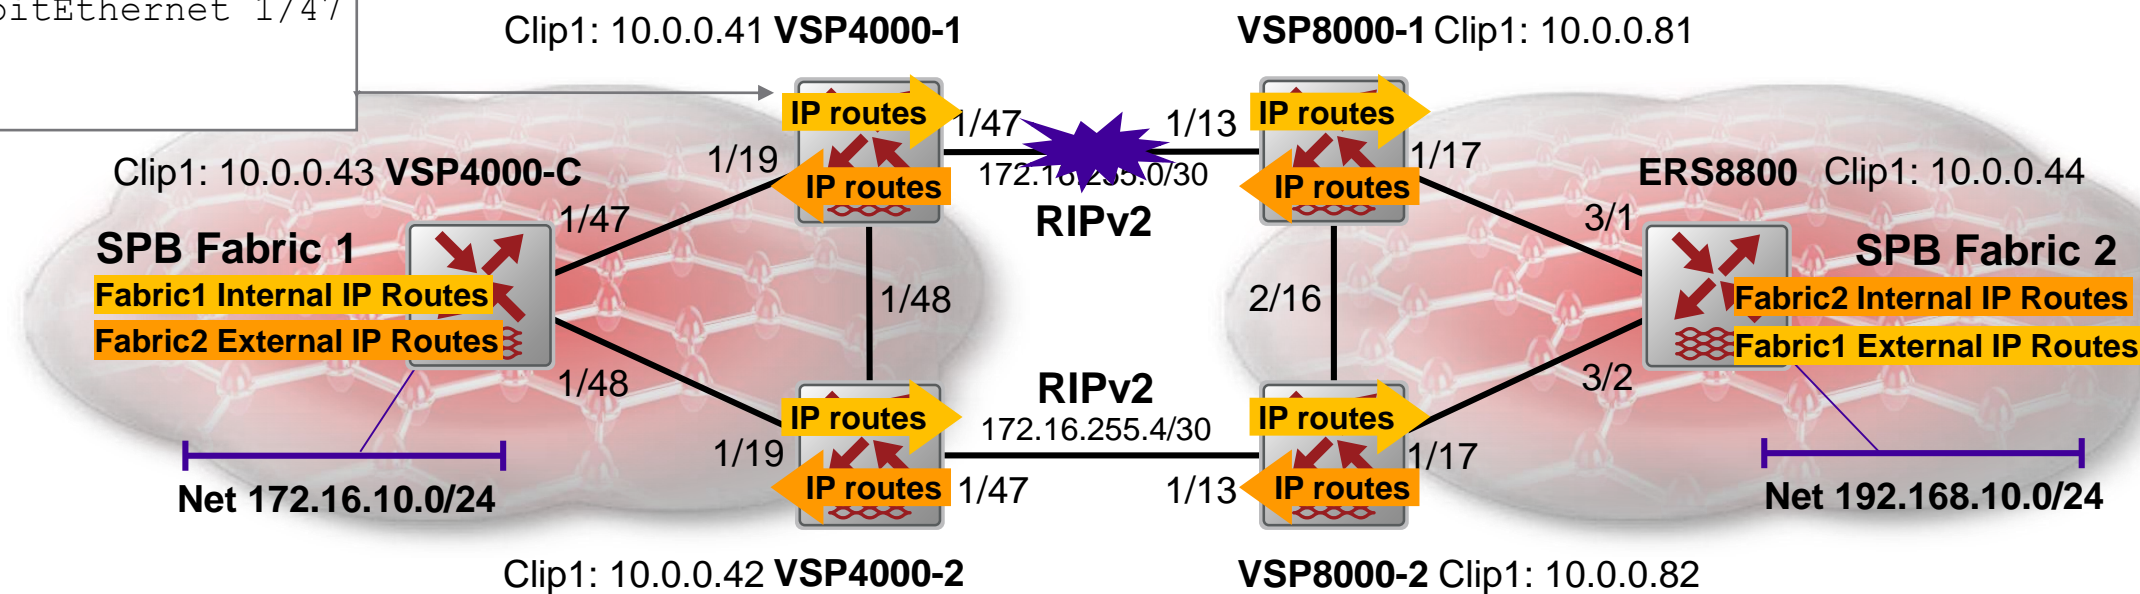 bitEthernet 1/47
Clip1: 10.0.0.41 VSP4000-1
VSP8000-1 Clip1: 10.0.0.81
IP routes
IP routes
1/47
1/13
172.16.255.0/30
RIPv2
IP routes
IP routes
1/19
1/17
Clip1: 10.0.0.43 VSP4000-C
ERS8800 Clip1: 10.0.0.44
1/47
3/1
SPB Fabric 1
SPB Fabric 2
Fabric1 Internal IP Routes
Fabric2 External IP Routes
1/48
2/16
Fabric2 Internal IP Routes
Fabric1 External IP Routes
1/48
3/2
RIPv2
172.16.255.4/30
IP routes
IP routes
1/19
1/17
IP routes
IP routes
1/47
1/13
Net 172.16.10.0/24
Net 192.168.10.0/24
Clip1: 10.0.0.42 VSP4000-2
VSP8000-2 Clip1: 10.0.0.82